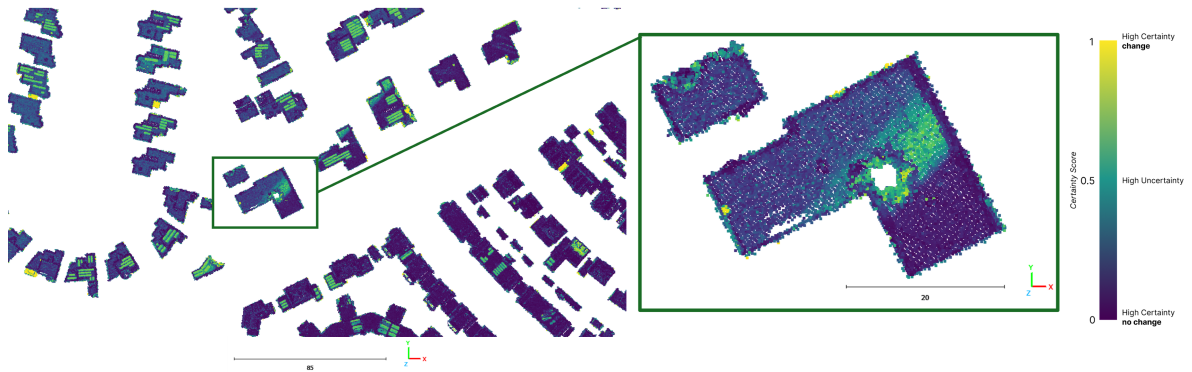 1
High Certainty
change
Certainty Score
0.5
High Uncertainty
0
High Certainty
no change
20
Y
Z
X
85
Y
Z
X